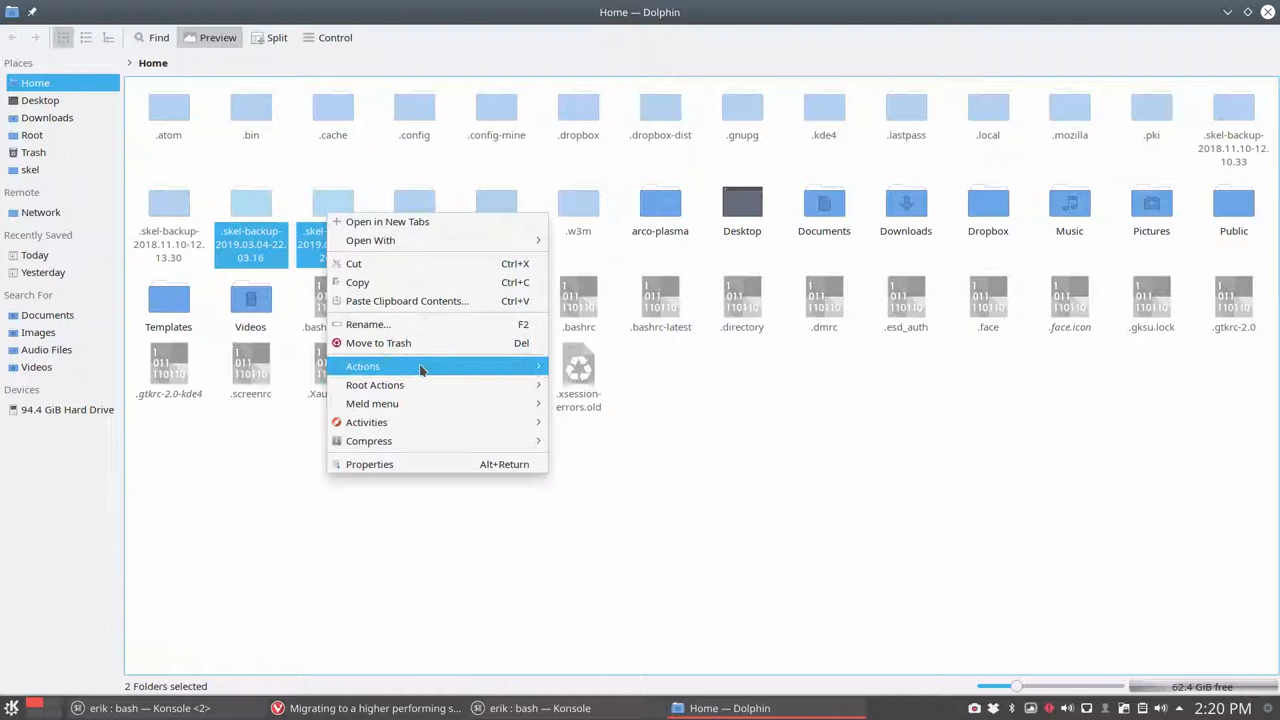 Home — Dolphin
Find
Preview
Split
Control
Places
Home
Home
Desktop
Downloads
Root
Trash
skel
Remote
Network
Recently Saved
Today
Yesterday
Search For
Documents
Images
Audio Files
Videos
Devices
94.4 GiB Hard Drive
.atom
.bin
.cache
.config
.config-mine
.dropbox
.dropbox-dist
.gnupg
.kde4
.lastpass
.local
.mozilla
.pki
.skel-backup-
2018.11.10-12.
10.33
.skel-backup-
2018.11.10-12.
13.30
.skel-backup-
2019.03.04-22.
03.16
.w3m
arco-plasma
Desktop
Documents
Downloads
Dropbox
Music
Pictures
Public
Templates
Videos
.bashrc
.bashrc-latest
.directory
.dmrc
.esd_auth
.face
.face.icon
.gksu.lock
.gtkrc-2.0
.gtkrc-2.0-kde4
.screenrc
.xsession-
errors.old
Open in New Tabs
Open With
Cut Ctrl+X
Copy Ctrl+C
Paste Clipboard Contents... Ctrl+V
Rename... F2
Move to Trash Del
Actions
Root Actions
Meld menu
Activities
Compress
Properties Alt+Return
2 Folders selected
62.4 GiB free
erik : bash — Konsole <2>
Migrating to a higher performing s...
erik : bash — Konsole
Home — Dolphin
2:20 PM